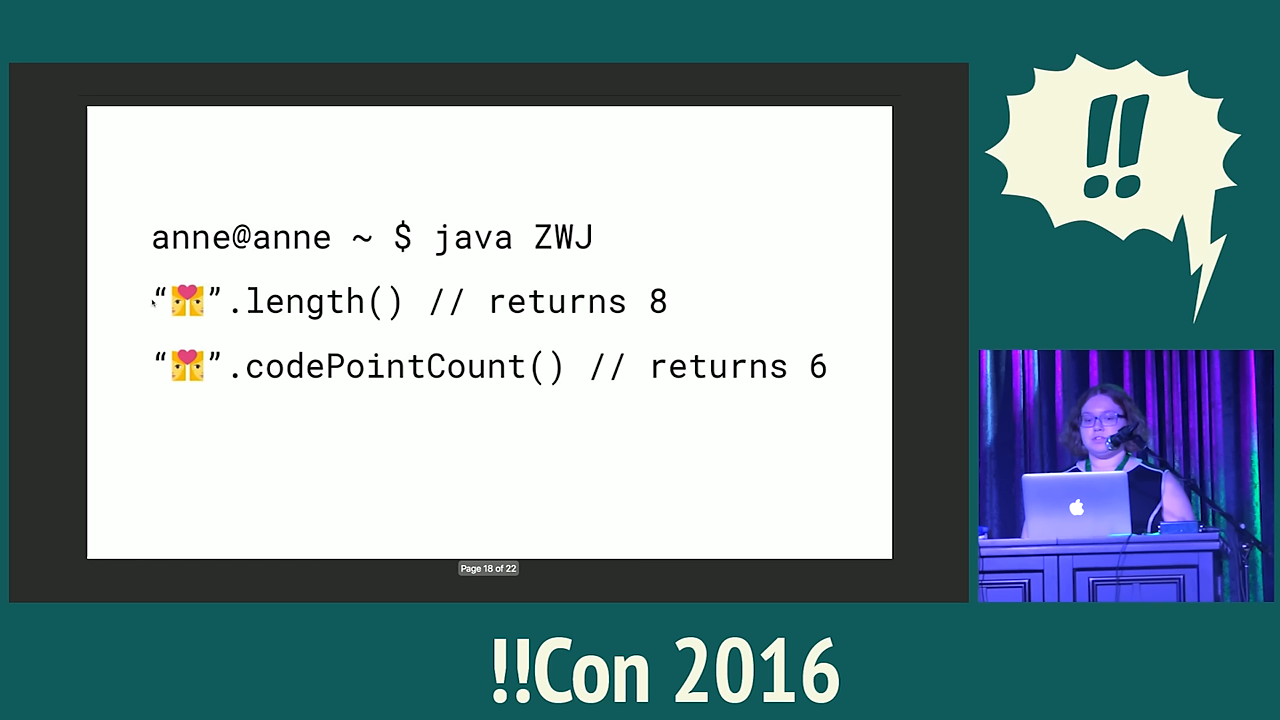 anne@anne ~ $ java ZWJ
“👩‍❤️‍👩”.length() // returns 8
“👩‍❤️‍👩”.codePointCount() // returns 6
Page 18 of 22
!!
!!Con 2016